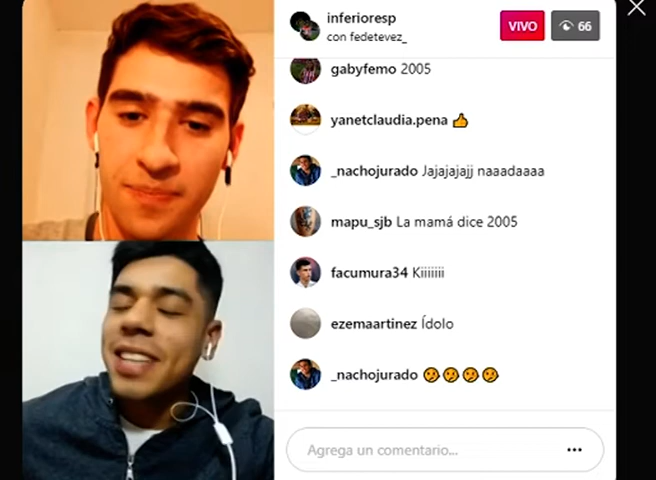 inferioresp
con fedetevez_
VIVO
66
gabyfemo 2005
yanetclaudia.pena 👍
_nachojurado Jajajajajj naaadaaaa
mapu_sjb La mamá dice 2005
facumura34 Kiiiiiii
ezemaartinez Ídolo
_nachojurado 🤔🤔🤔🤔
Agrega un comentario...